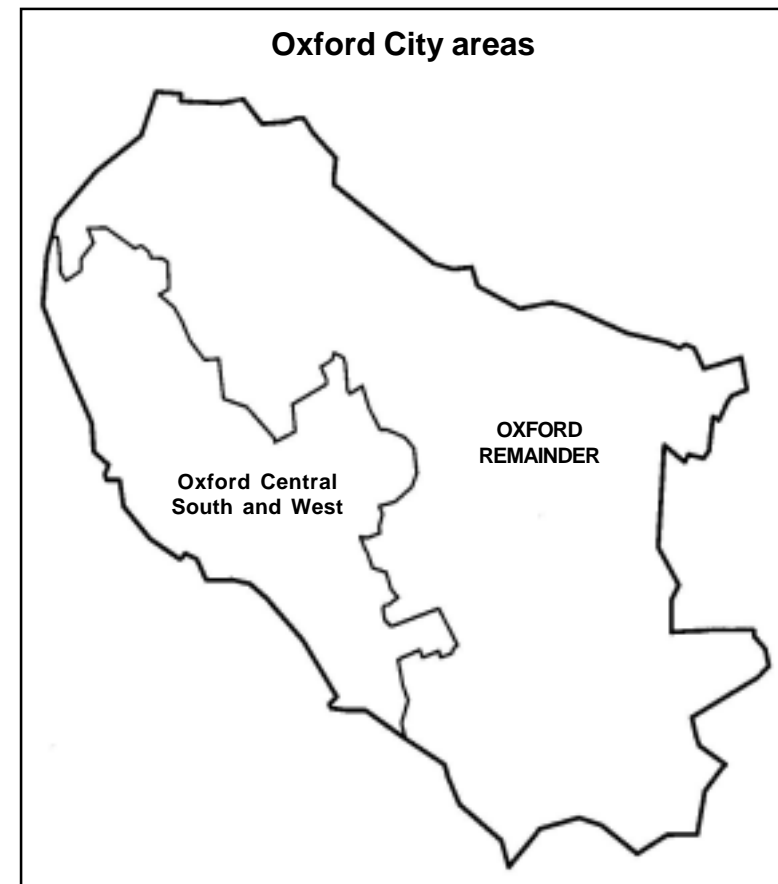 Oxford City areas
OXFORD
REMAINDER
Oxford Central
South and West